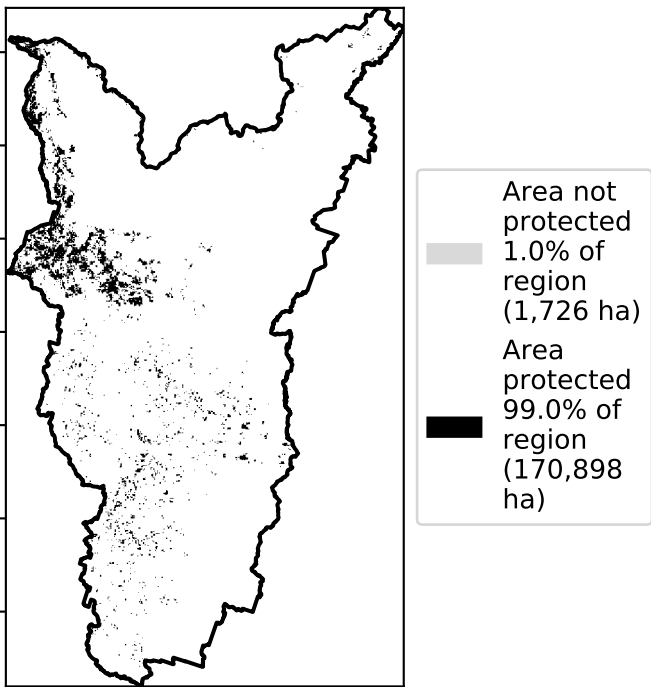 Area not
protected
1.0% of
region
(1,726 ha)
Area
protected
99.0% of
region
(170,898
ha)